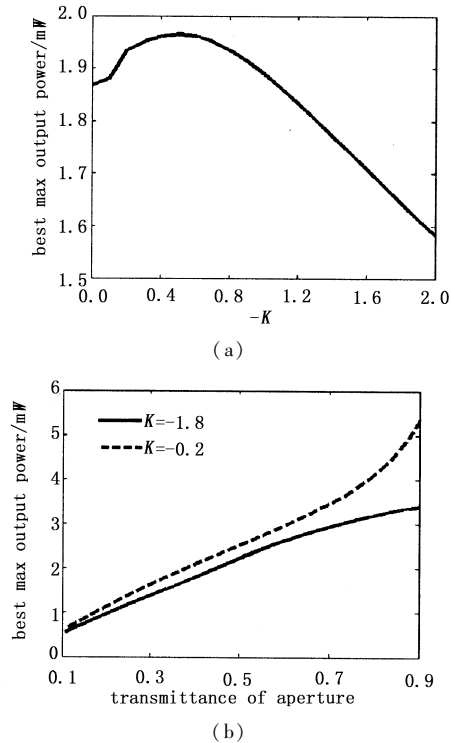 best max output power/mW
2.0
1.9
1.8
1.7
1.6
1.5
0.0 0.4 0.8 1.2 1.6 2.0
-K
(a)
best max output power/mW
6
5
4
3
2
1
0
K=-1.8
K=-0.2
0.1 0.3 0.5 0.7 0.9
transmittance of aperture
(b)